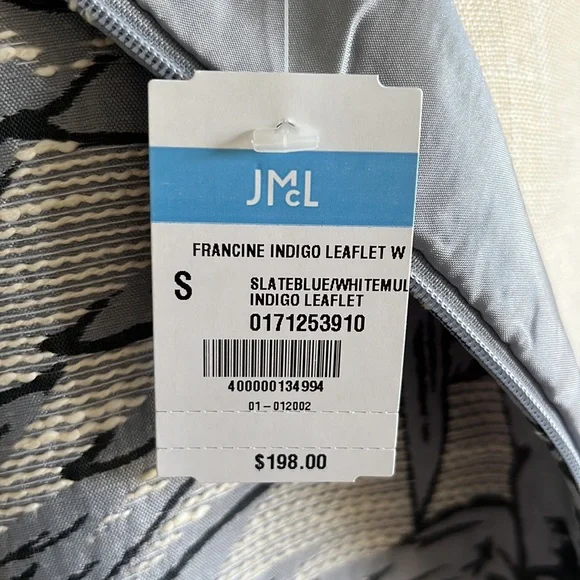 JMcL
FRANCINE INDIGO LEAFLET W
S
SLATEBLUE/WHITEMUL
INDIGO LEAFLET
0171253910
400000134994
01-012002
$198.00